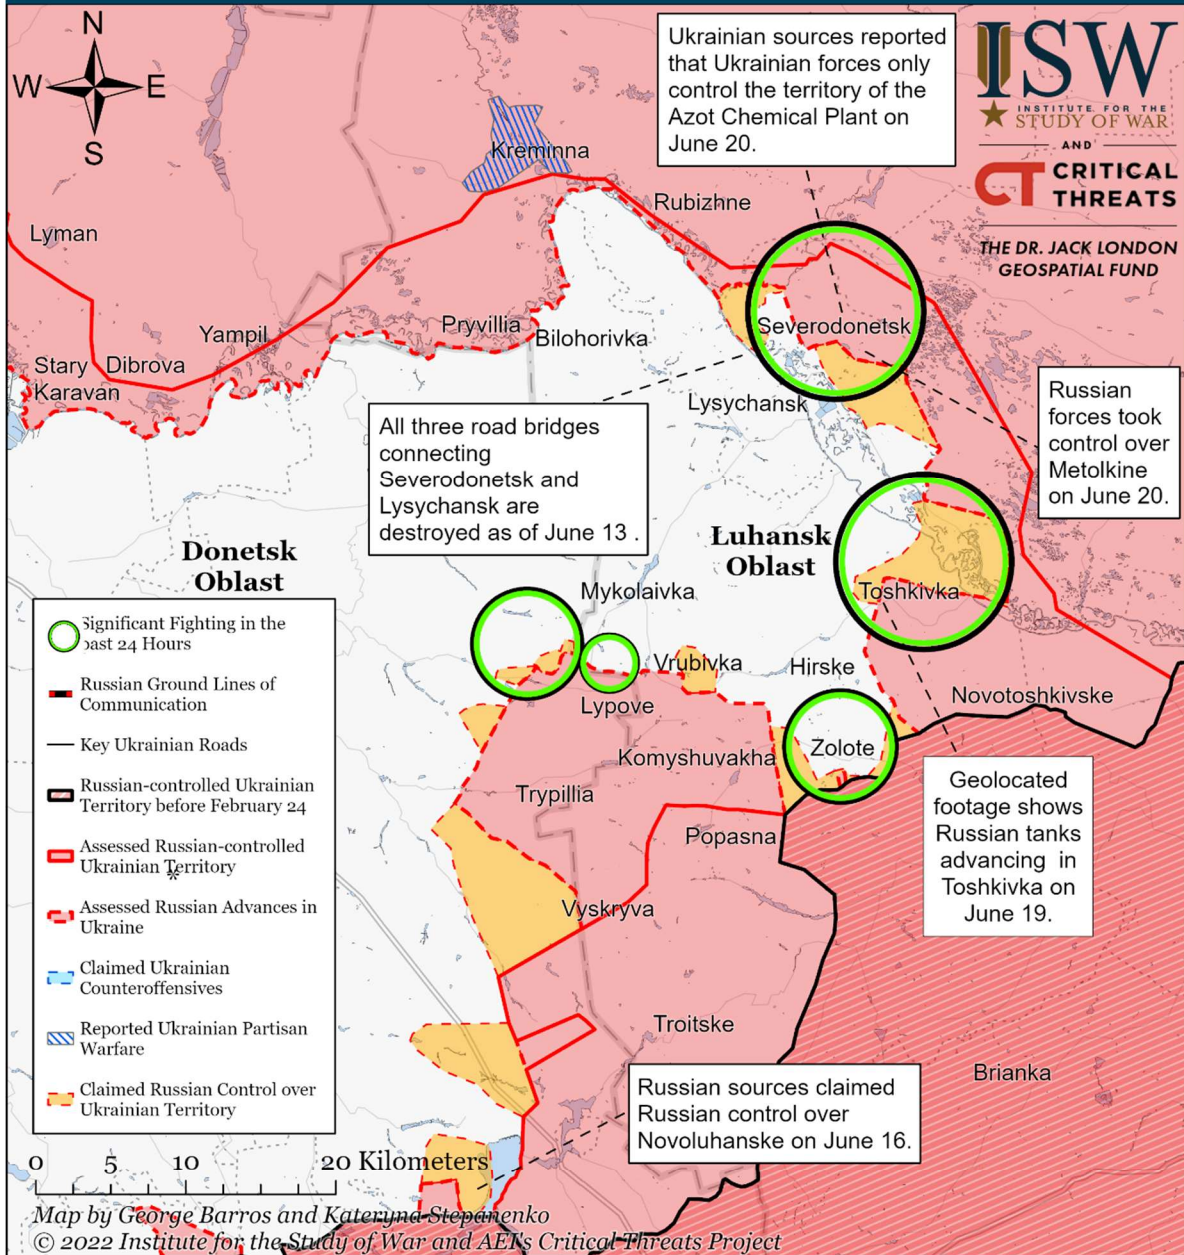 N
W
E
S
Ukrainian sources reported
that Ukrainian forces only
control the territory of the
Azot Chemical Plant on
June 20.
ISW
INSTITUTE FOR THE
STUDY OF WAR
AND
CT CRITICAL
THREATS
THE DR. JACK LONDON
GEOSPATIAL FUND
Kreminna
Rubizhne
Lyman
Severodonetsk
Yampil
Pryvillia
Bilohorivka
Stary
Karavan
Dibrova
Lysychansk
Russian
forces took
control over
Metolkine
on June 20.
All three road bridges
connecting
Severodonetsk and
Lysychansk are
destroyed as of June 13 .
Donetsk
Oblast
Luhansk
Oblast
Mykolaivka
Toshkivka
Vrubivka
Hirske
Lypove
Novotoshkivske
Komyshuvakha
Zolote
Trypillia
Popasna
Geolocated
footage shows
Russian tanks
advancing in
Toshkivka on
June 19.
Vyskryva
Troitske
Brianka
Significant Fighting in the
past 24 Hours
Russian Ground Lines of
Communication
Key Ukrainian Roads
Russian-controlled Ukrainian
Territory before February 24
Assessed Russian-controlled
Ukrainian Territory
*
Assessed Russian Advances in
Ukraine
Claimed Ukrainian
Counteroffensives
Reported Ukrainian Partisan
Warfare
Claimed Russian Control over
Ukrainian Territory
Russian sources claimed
Russian control over
Novoluhanske on June 16.
0 5 10 20 Kilometers
Map by George Barros and Kateryna Stepanenko
© 2022 Institute for the Study of War and AEI's Critical Threats Project